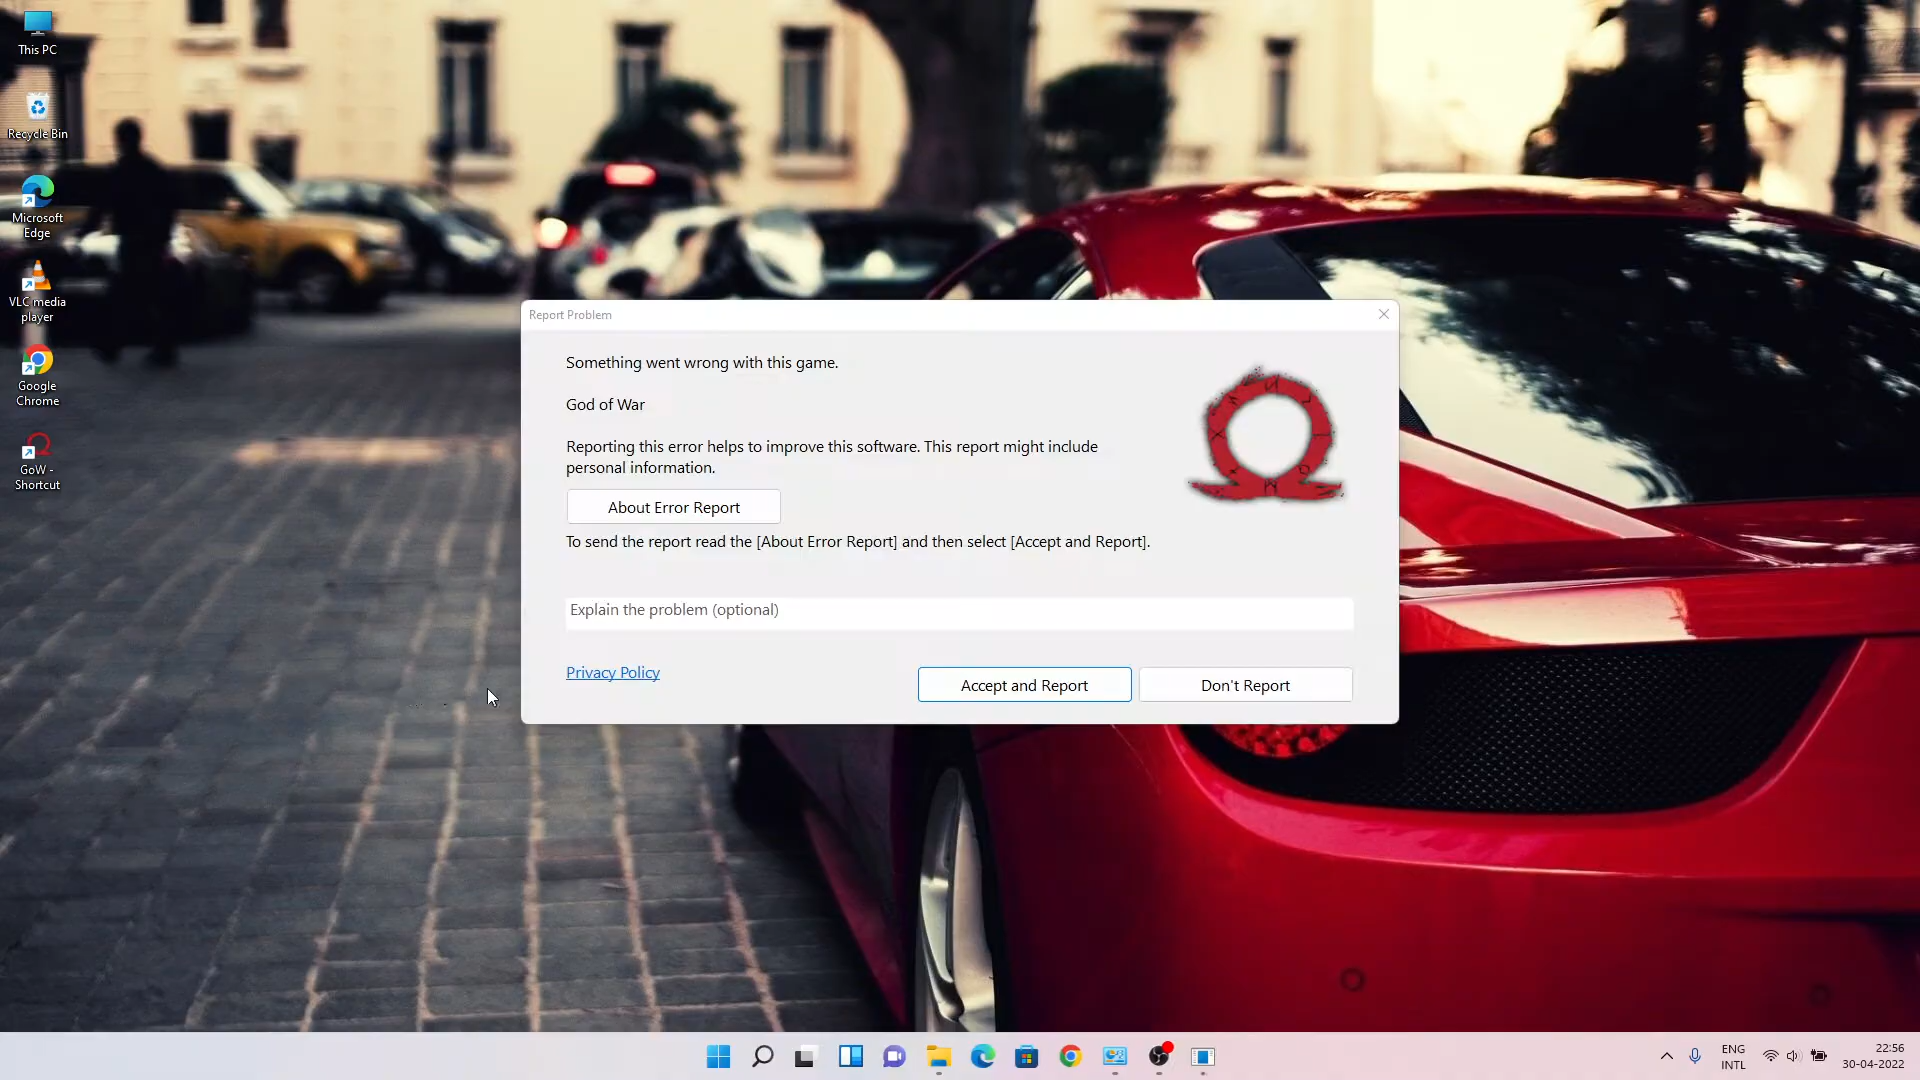 This PC
Recycle Bin
Microsoft
Edge
VLC media
player
Google
Chrome
GoW -
Shortcut
Report Problem
Something went wrong with this game.
God of War
Reporting this error helps to improve this software. This report might include
personal information.
About Error Report
To send the report read the [About Error Report] and then select [Accept and Report].
Explain the problem (optional)
Privacy Policy
Accept and Report
Don't Report
ENG
INTL
22:56
30-04-2022